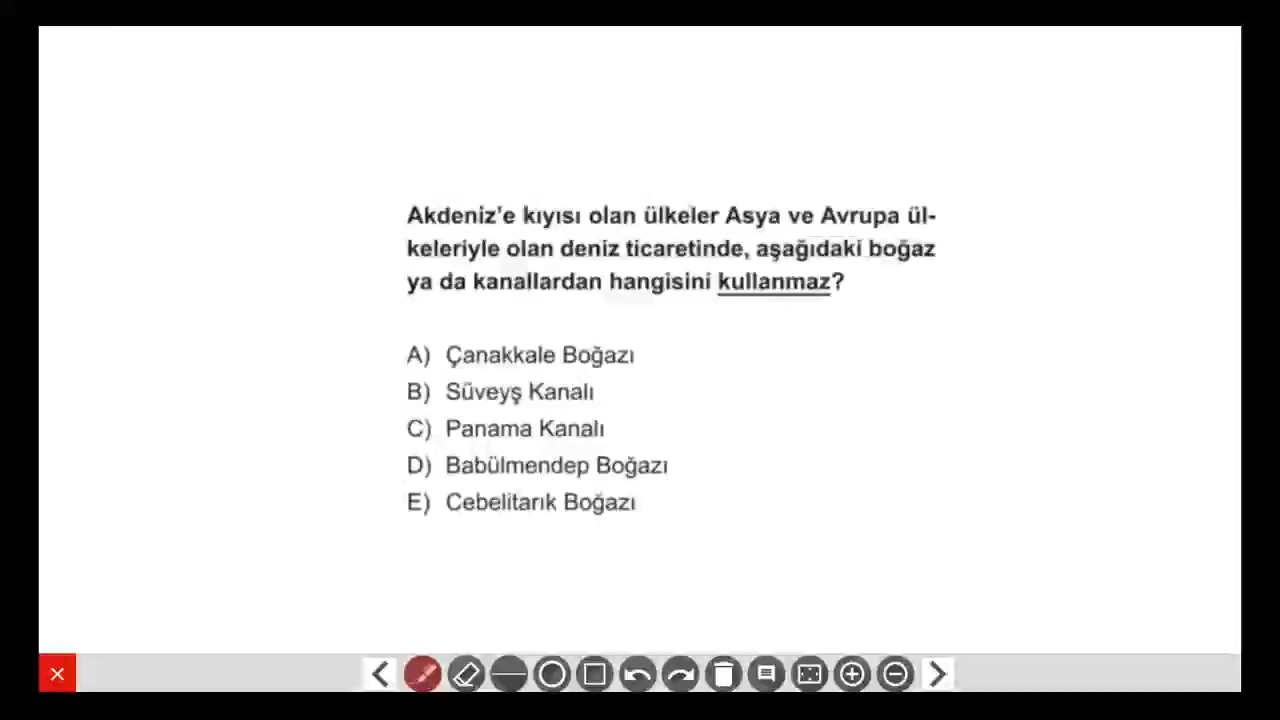 Akdeniz'e kıyısı olan ülkeler Asya ve Avrupa ül-
keleriyle olan deniz ticaretinde, aşağıdaki boğaz
ya da kanallardan hangisini kullanmaz?
A) Çanakkale Boğazı
B) Süveyş Kanalı
C) Panama Kanalı
D) Babülmendep Boğazı
E) Cebelitarık Boğazı